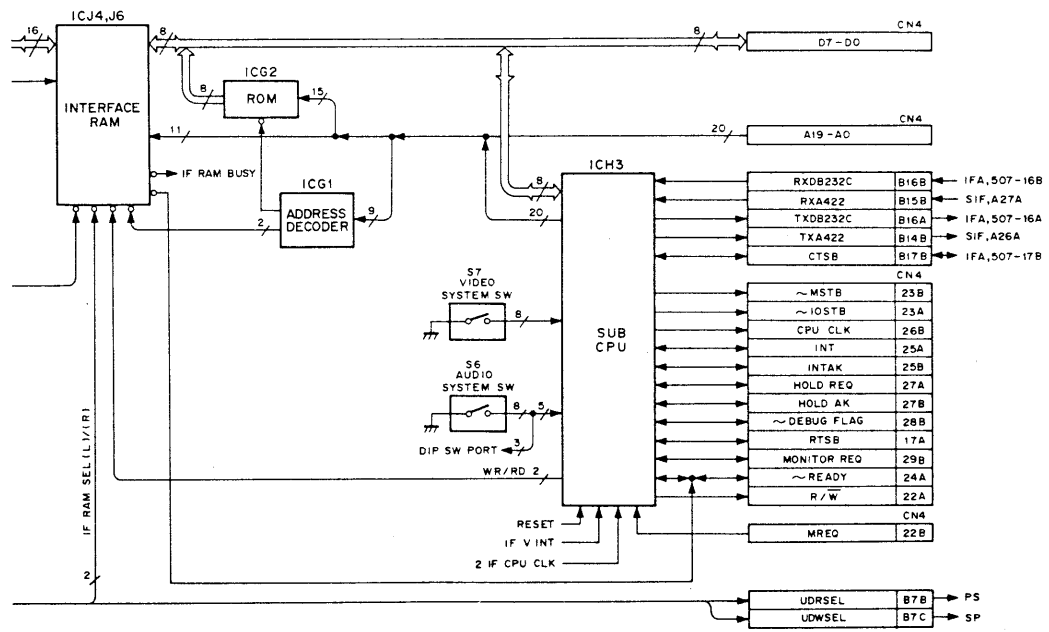 ICJ4,J6
16
8
8
CN4
D7-D0
INTERFACE
RAM
ICG2
ROM
8
15
11
20
CN4
A19-A0
IF RAM BUSY
ICG1
ADDRESS
DECODER
2
9
8
20
ICH3
SUB
CPU
RXDB232C B16B IFA,507-16B
RXA422 B15B SIF,A27A
TXDB232C B16A IFA,507-16A
TXA422 B14B SIF,A26A
CTSB B17B IFA,507-17B
CN4
~MSTB 23B
~IOSTB 23A
CPU CLK 26B
INT 25A
INTAK 25B
HOLD REQ 27A
HOLD AK 27B
~DEBUG FLAG 28B
RTSB 17A
MONITOR REQ 29B
~READY 24A
R/W̅ 22A
CN4
MREQ 22B
S7
VIDEO
SYSTEM SW
8
S6
AUDIO
SYSTEM SW
8 5
3
DIP SW PORT
WR/RD 2
IF RAM SEL(L)/(R)
2
RESET
IF V INT
2 IF CPU CLK
UDRSEL B7B PS
UDWSEL B7C SP